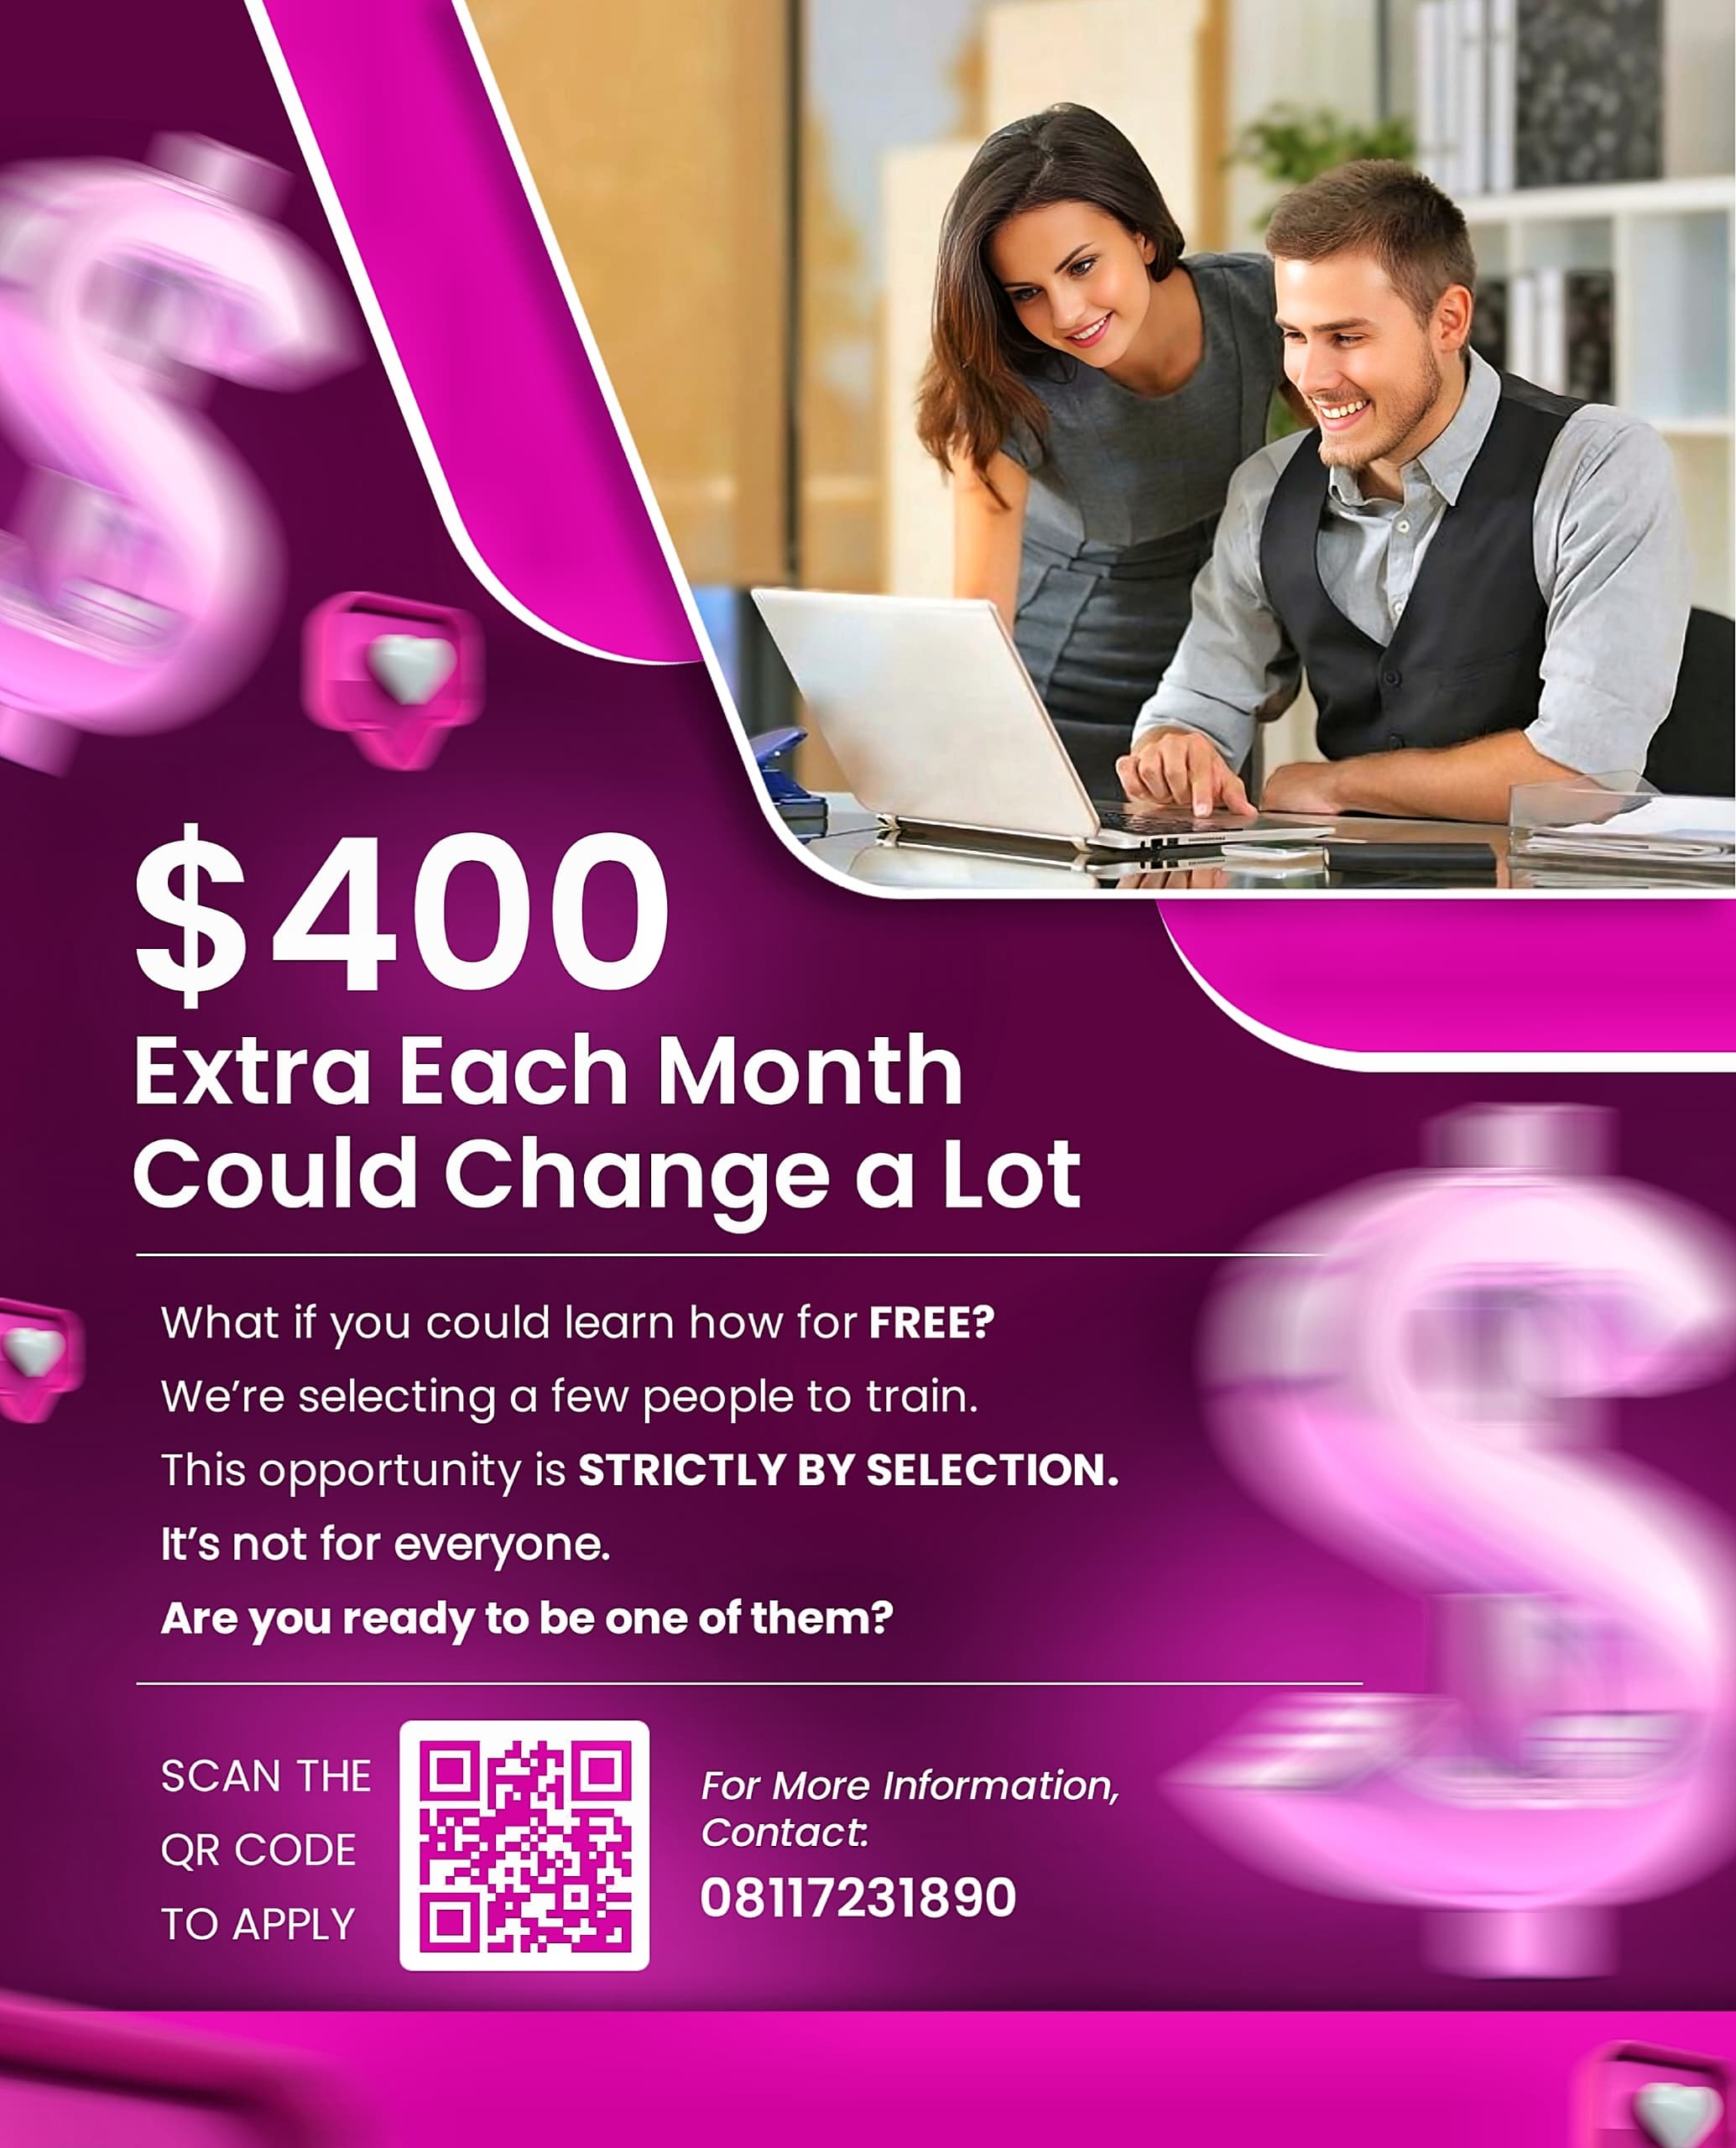 $400
Extra Each Month
Could Change a Lot
What if you could learn how for FREE?
We're selecting a few people to train.
This opportunity is STRICTLY BY SELECTION.
It's not for everyone.
Are you ready to be one of them?
SCAN THE
QR CODE
TO APPLY
For More Information,
Contact:
08117231890